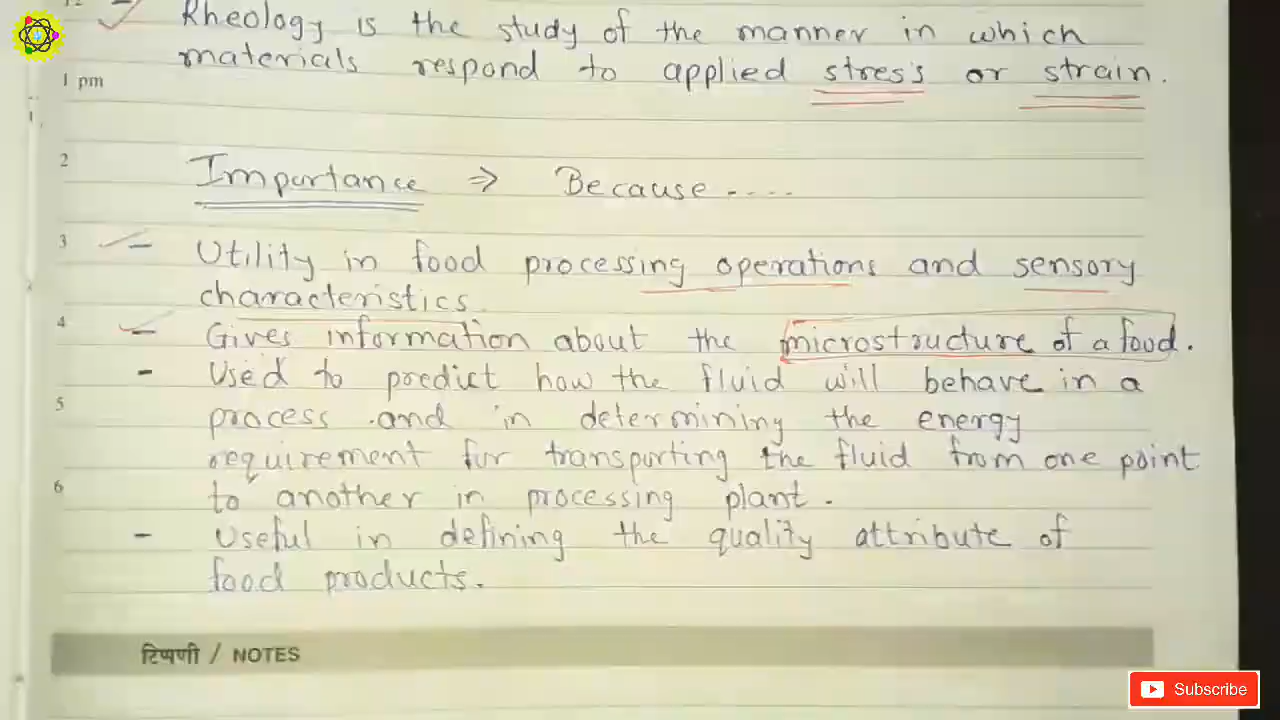 Rheology is the study of the manner in which
materials respond to applied stress or strain.
1 pm
2
Importance ⇒ Because ....
3
- Utility in food processing operations and sensory
characteristics.
4
- Gives information about the microstructure of a food.
- Used to predict how the fluid will behave in a
5
process and in determining the energy
requirement for transporting the fluid from one point
6
to another in processing plant.
- Useful in defining the quality attribute of
food products.
टिप्पणी / NOTES
Subscribe